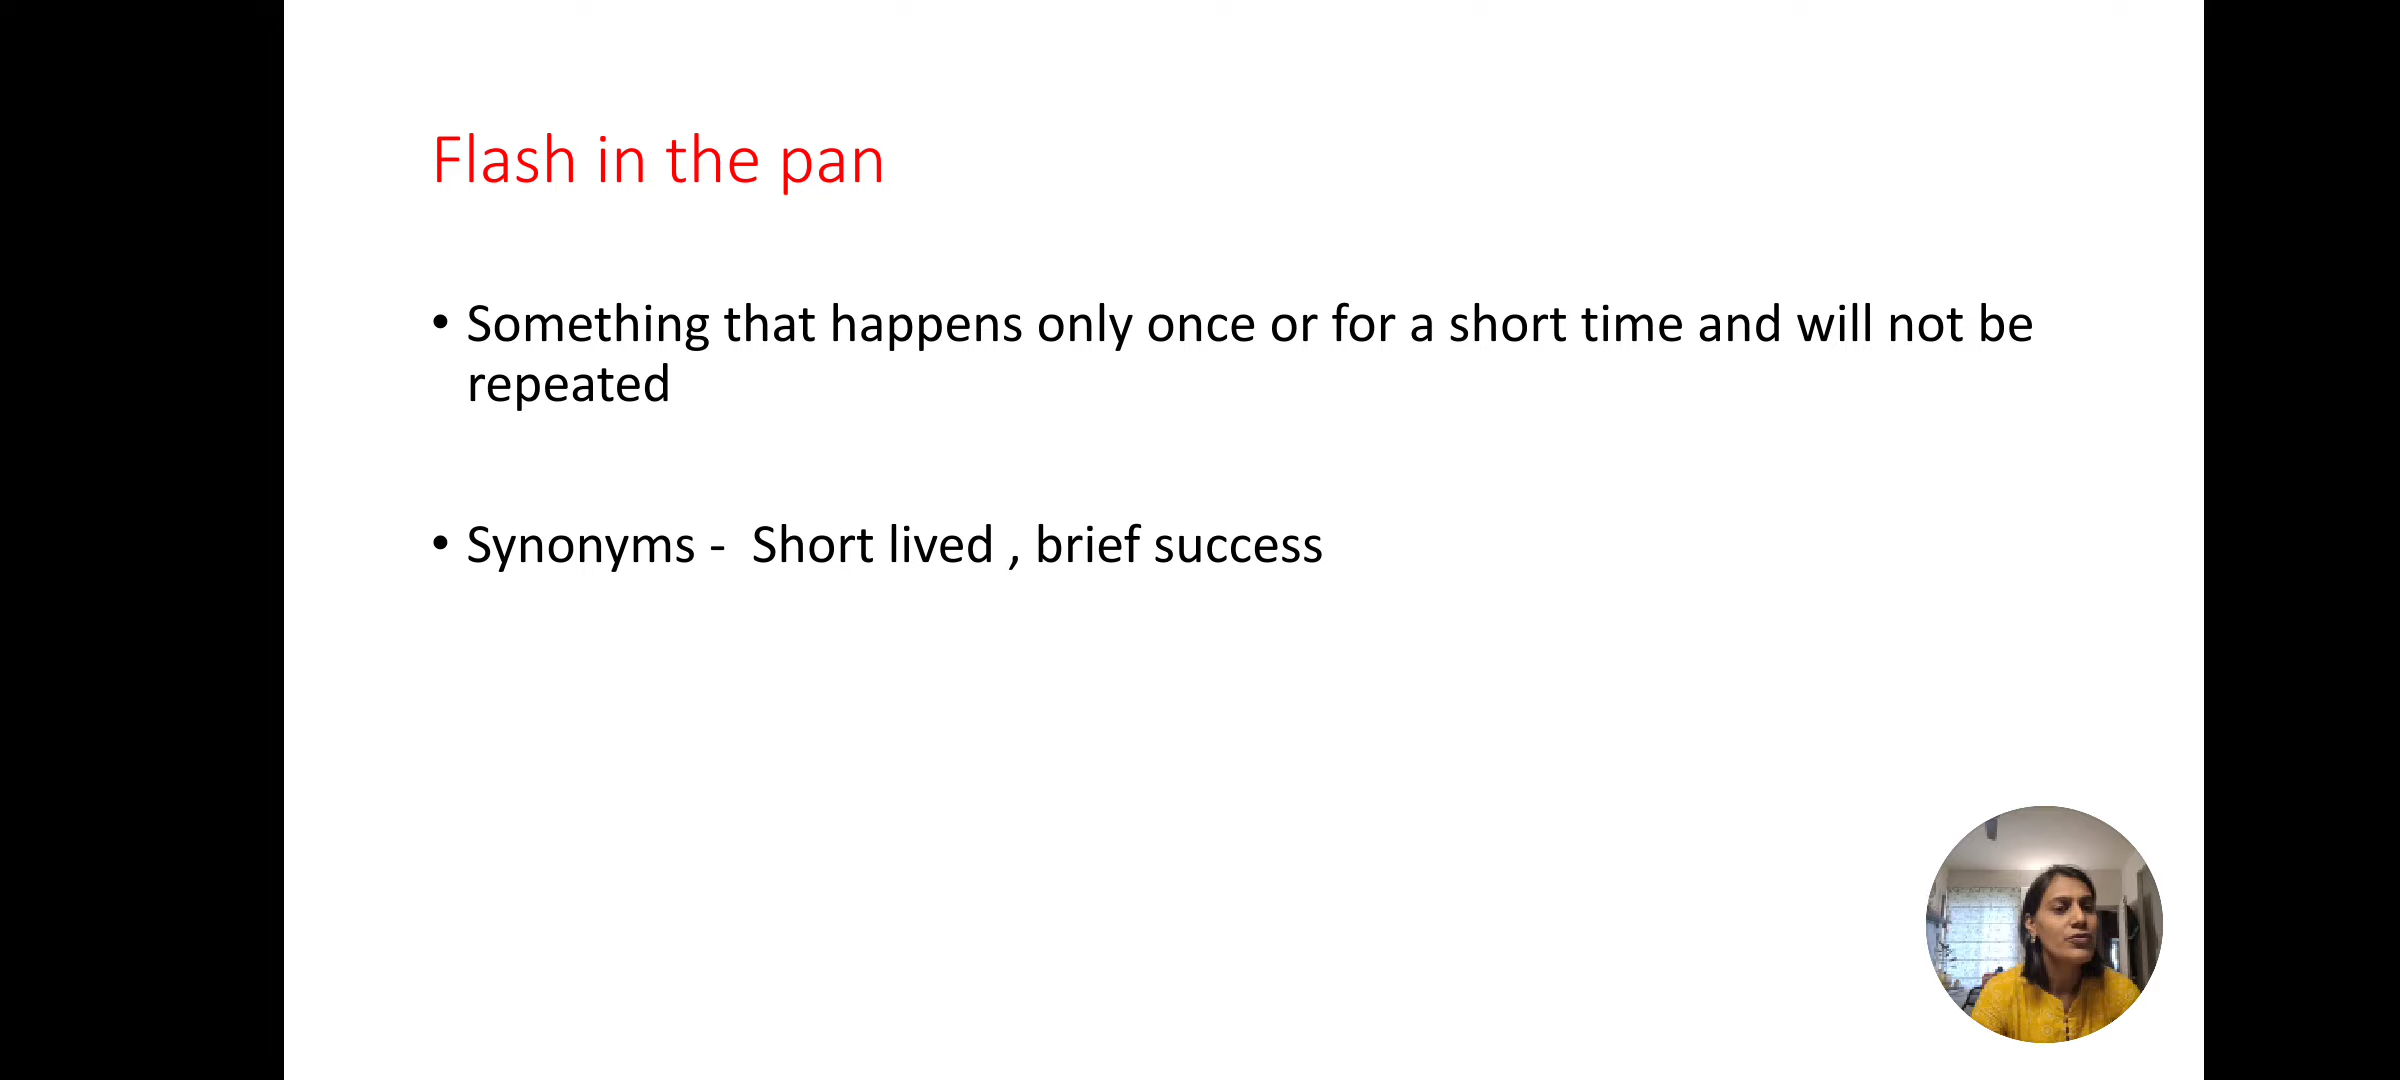 Flash in the pan
• Something that happens only once or for a short time and will not be
repeated
• Synonyms -  Short lived , brief success